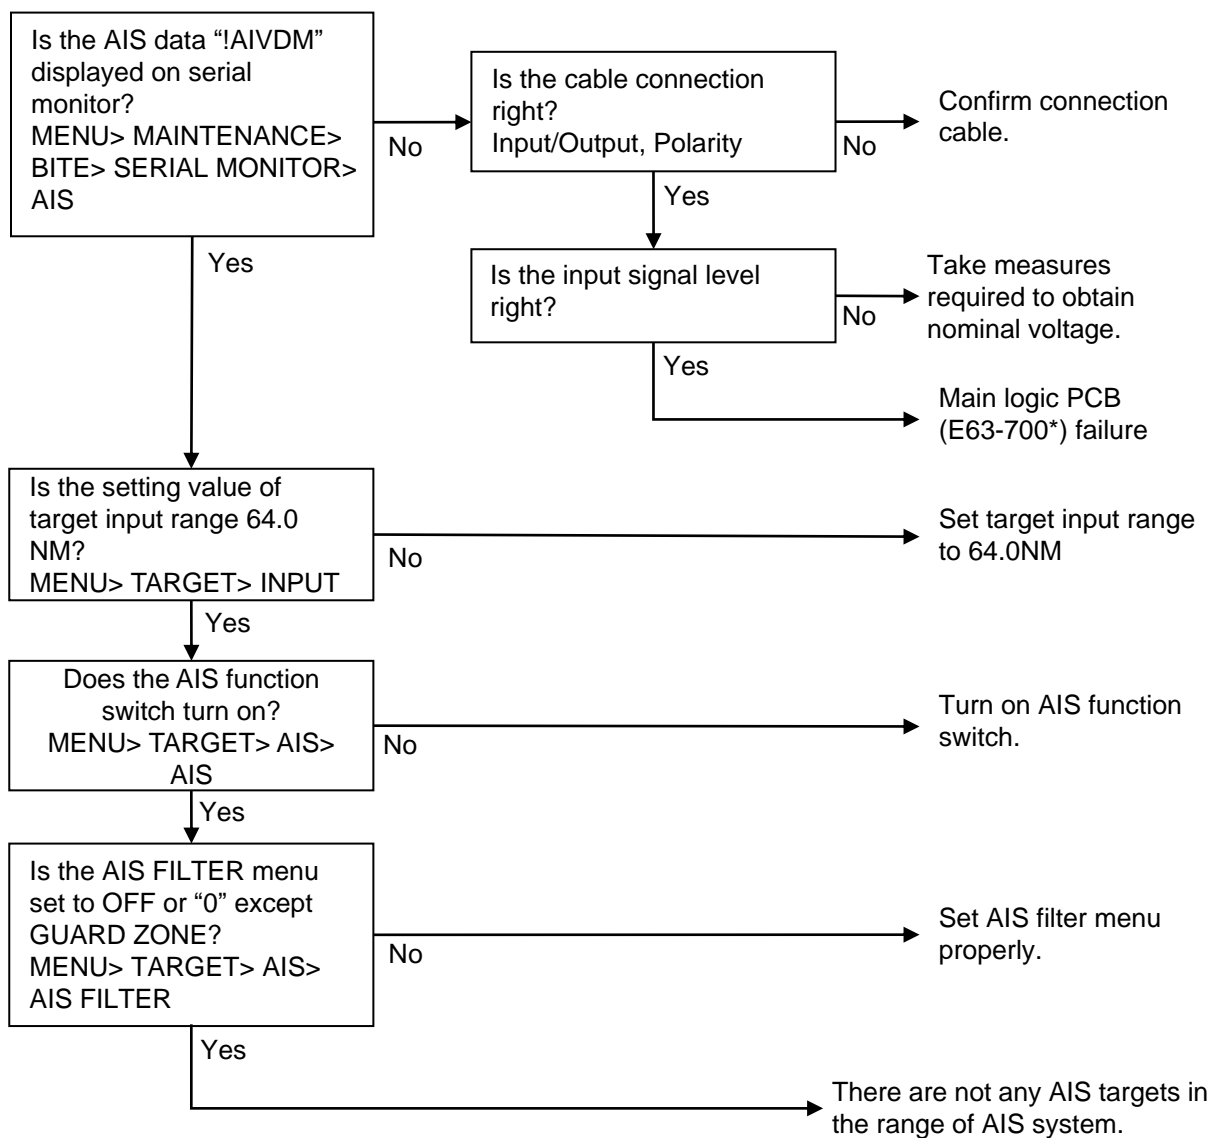 Is the AIS data “!AIVDM”
displayed on serial
monitor?
MENU> MAINTENANCE>
BITE> SERIAL MONITOR>
AIS
No
Is the cable connection
right?
Input/Output, Polarity
No
Confirm connection
cable.
Yes
Yes
Is the input signal level
right?
No
Take measures
required to obtain
nominal voltage.
Yes
Main logic PCB
(E63-700*) failure
Is the setting value of
target input range 64.0
NM?
MENU> TARGET> INPUT
No
Set target input range
to 64.0NM
Yes
Does the AIS function
switch turn on?
MENU> TARGET> AIS>
AIS
No
Turn on AIS function
switch.
Yes
Is the AIS FILTER menu
set to OFF or “0” except
GUARD ZONE?
MENU> TARGET> AIS>
AIS FILTER
No
Set AIS filter menu
properly.
Yes
There are not any AIS targets in
the range of AIS system.